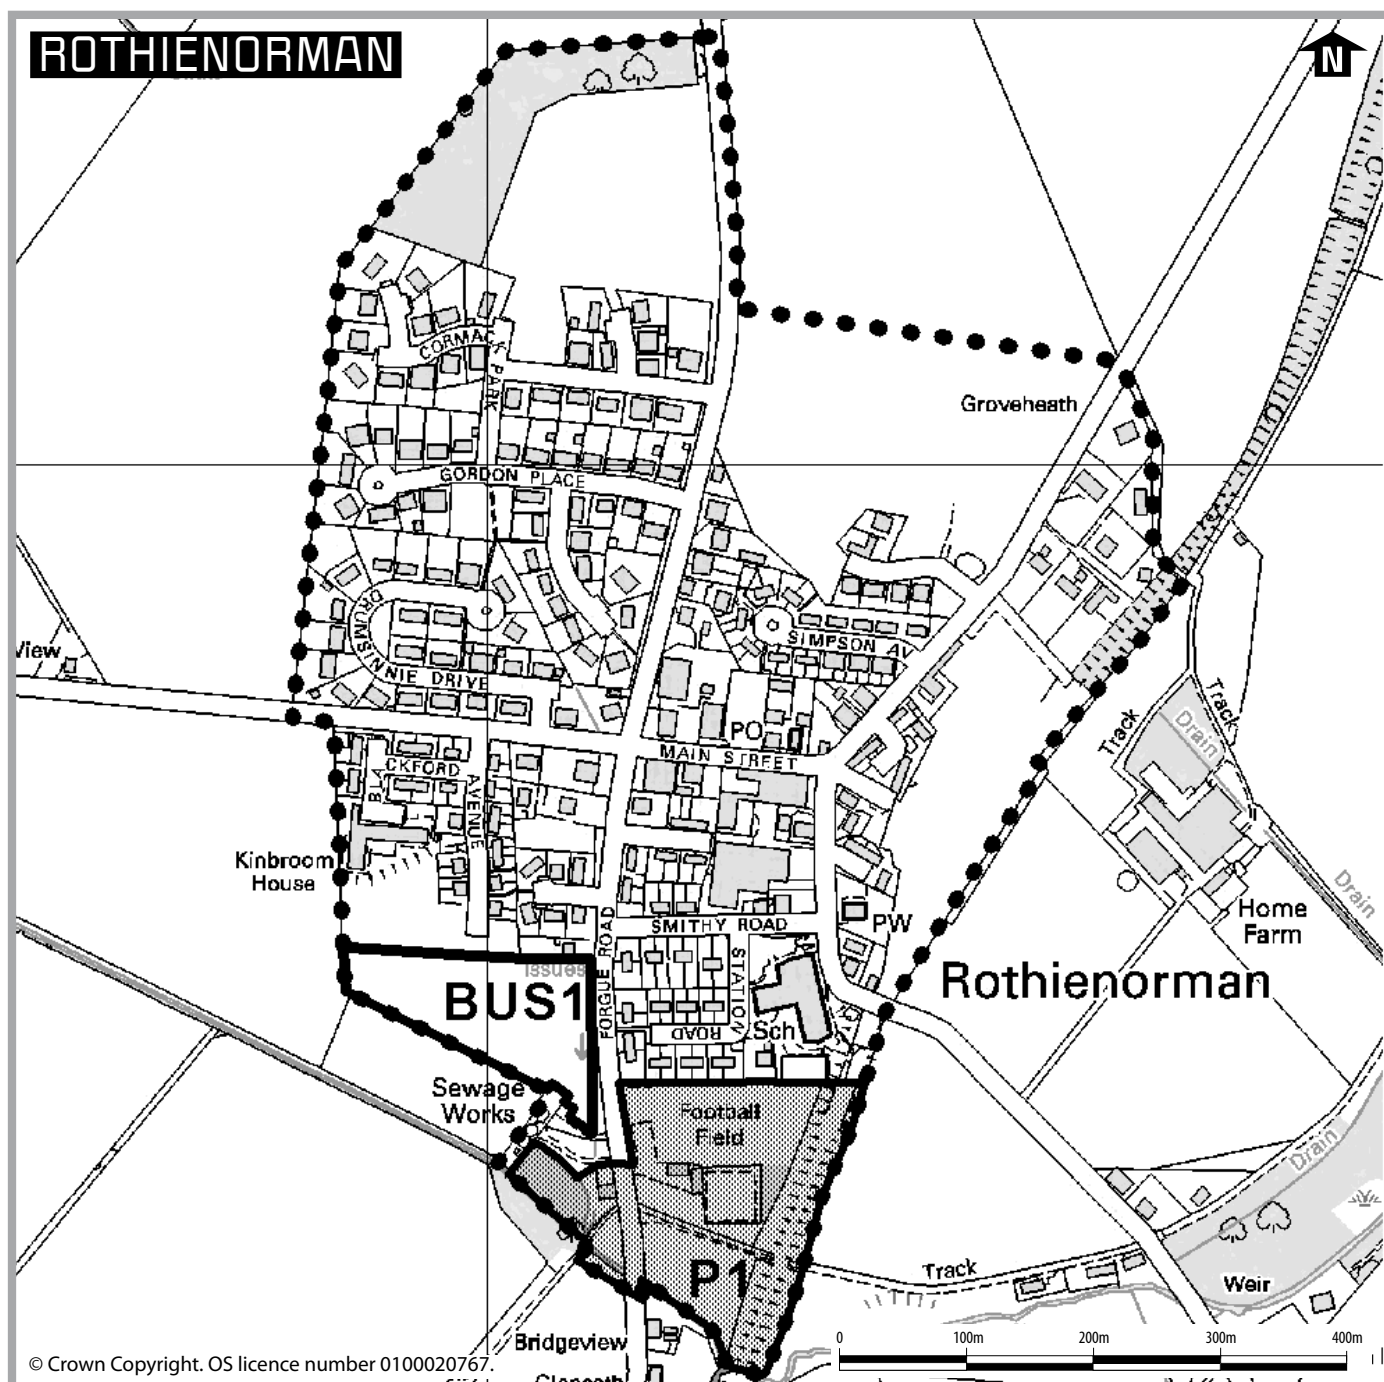 ROTHIENORMAN
N
CORMACK PARK
Groveheath
GORDON PLACE
DRUMSINNIE DRIVE
SIMPSON AV
View
Track
Track
Drain
PO
MAIN STREET
BLACKFORD AVENUE
Kinbroom
House
Drain
Home
Farm
PW
SMITHY ROAD
FORGUE ROAD
STATION
ROAD
Issues
BUS1
Rothienorman
Sch
Sewage
Works
Football
Field
Drain
P1
Track
Weir
Bridgeview
0 100m 200m 300m 400m
© Crown Copyright. OS licence number 0100020767.